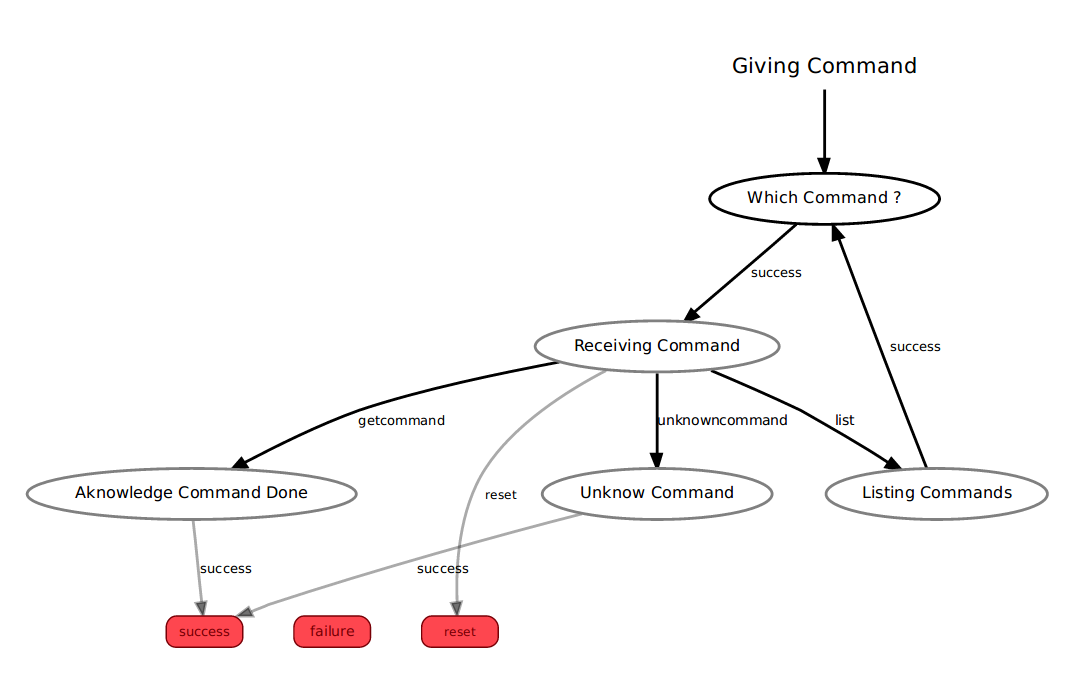 Giving Command
Which Command ?
success
Receiving Command
success
getcommand
unknowncommand
list
Aknowledge Command Done
reset
Unknow Command
Listing Commands
success
success
success
failure
reset